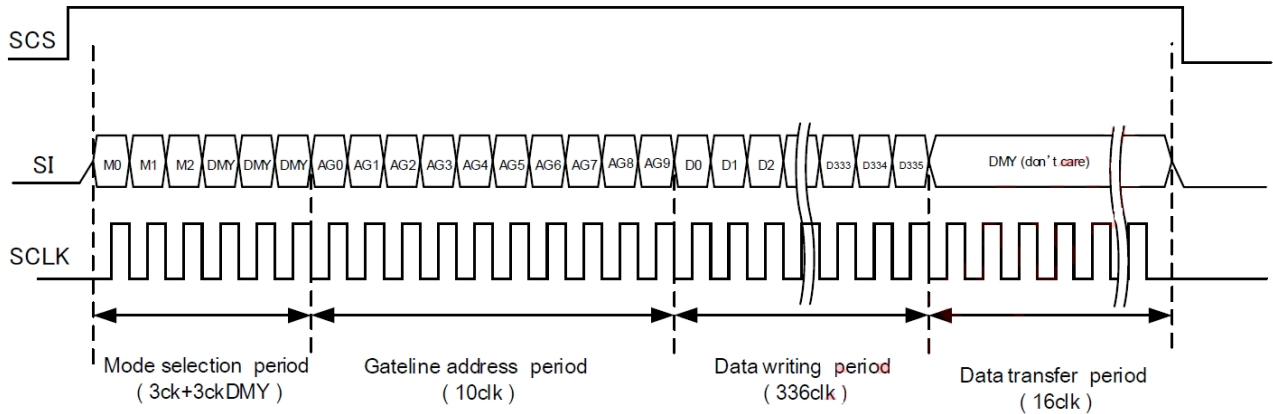 SCS
SI
M0 M1 M2 DMY DMY DMY AG0 AG1 AG2 AG3 AG4 AG5 AG6 AG7 AG8 AG9 D0 D1 D2 D333 D334 D335 DMY (don't care)
SCLK
Mode selection period
( 3ck+3ckDMY )
Gateline address period
( 10clk )
Data writing period
( 336clk )
Data transfer period
( 16clk )